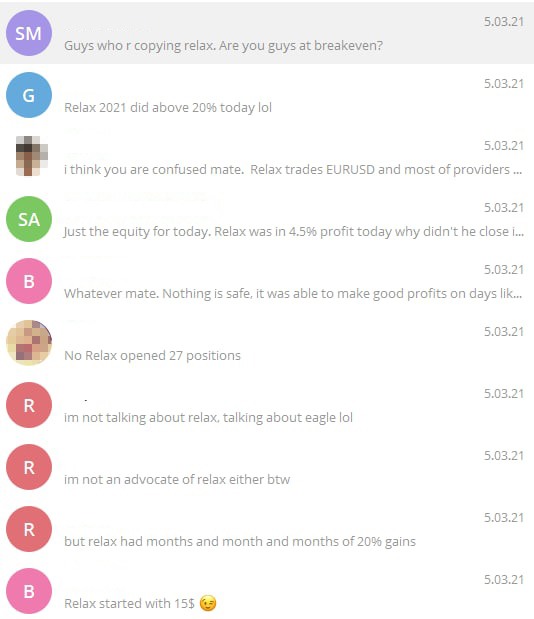 SM
5.03.21
Guys who r copying relax. Are you guys at breakeven?
G
5.03.21
Relax 2021 did above 20% today lol
5.03.21
i think you are confused mate.  Relax trades EURUSD and most of providers ...
SA
5.03.21
Just the equity for today. Relax was in 4.5% profit today why didn't he close i...
B
5.03.21
Whatever mate. Nothing is safe, it was able to make good profits on days lik...
5.03.21
No Relax opened 27 positions
R
5.03.21
im not talking about relax, talking about eagle lol
R
5.03.21
im not an advocate of relax either btw
R
5.03.21
but relax had months and month and months of 20% gains
B
5.03.21
Relax started with 15$ 😉